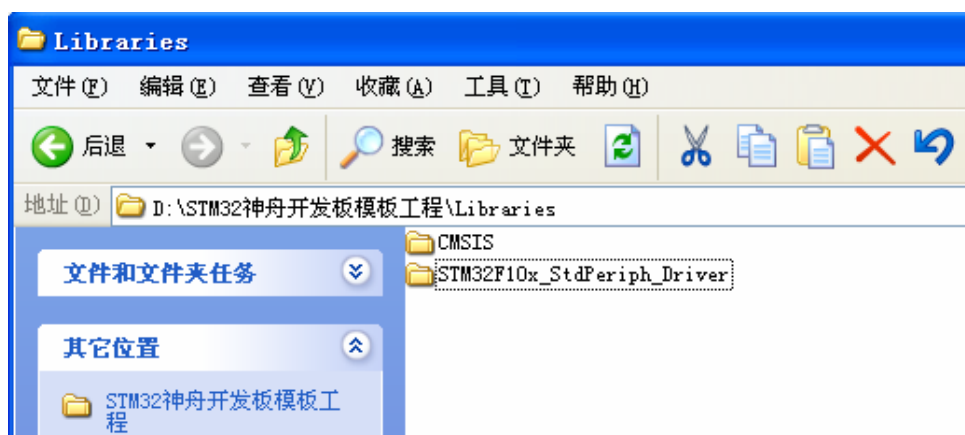 Libraries
文件(F) 编辑(E) 查看(V) 收藏(A) 工具(T) 帮助(H)
后退 搜索 文件夹
地址(D) D:\STM32神舟开发板模板工程\Libraries
CMSIS
STM32F10x_StdPeriph_Driver
文件和文件夹任务
其它位置
STM32神舟开发板模板工
程